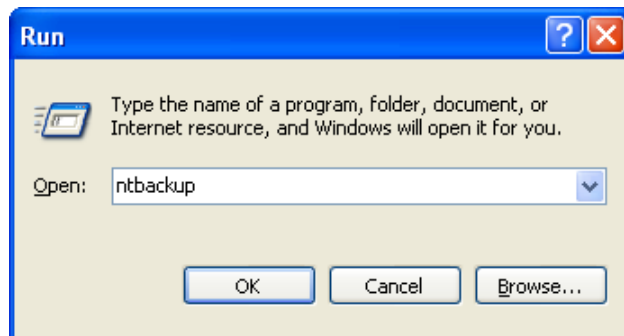 Run
Type the name of a program, folder, document, or
Internet resource, and Windows will open it for you.
Open: ntbackup
OK Cancel Browse...